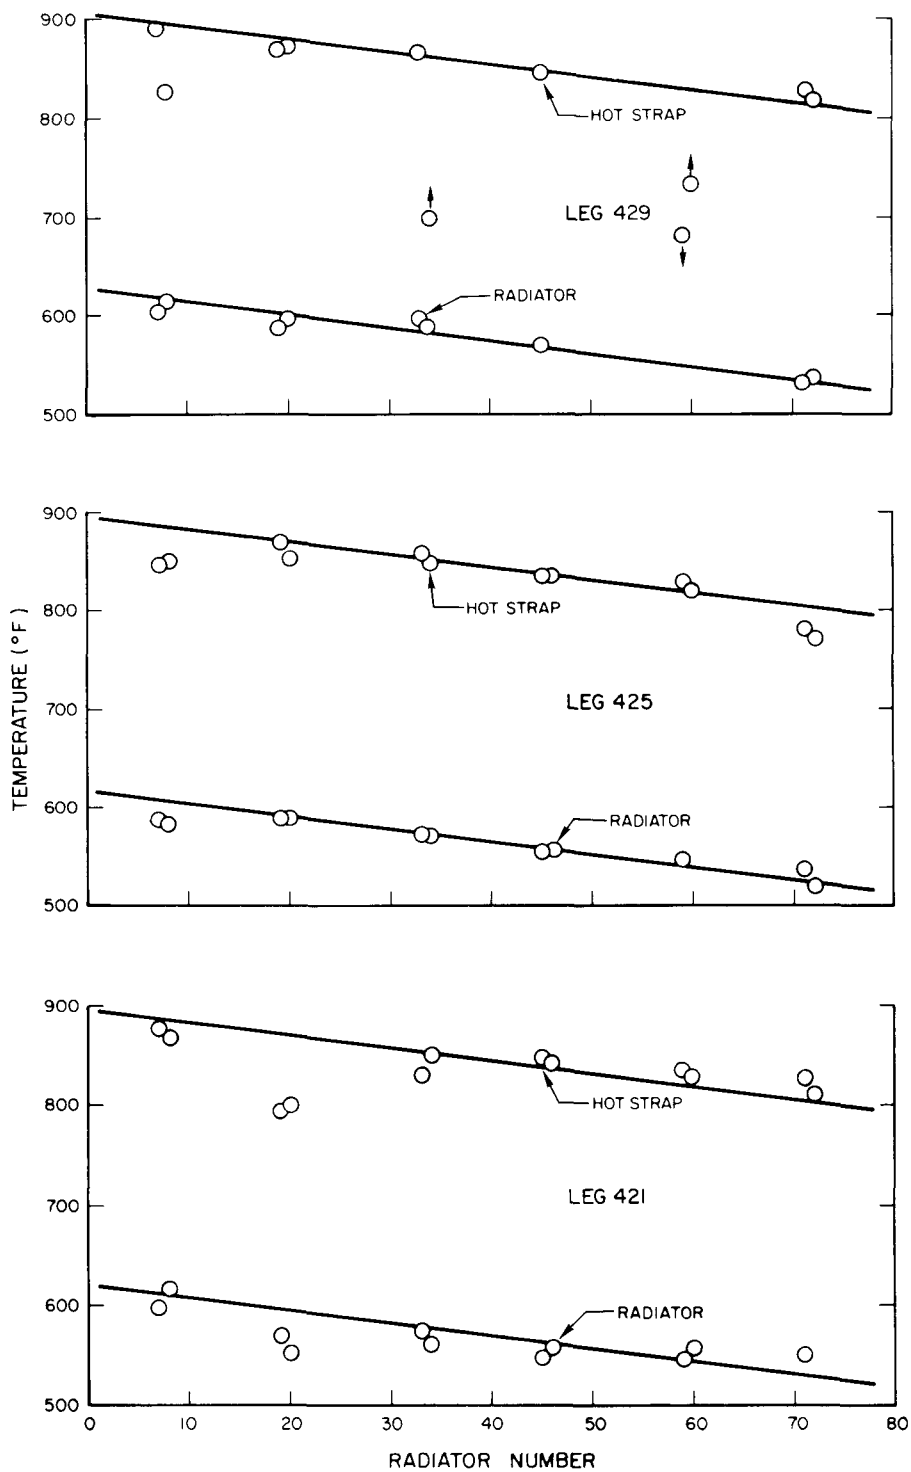 900
800
HOT STRAP
700
LEG 429
RADIATOR
600
500
900
800
HOT STRAP
700
LEG 425
600
RADIATOR
500
900
800
HOT STRAP
700
LEG 421
600
RADIATOR
500
0 10 20 30 40 50 60 70 80
RADIATOR NUMBER
TEMPERATURE (°F)